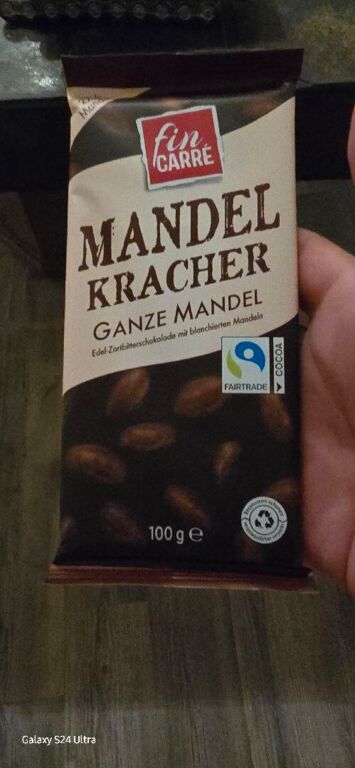 fin
CARRÉ
MANDEL
KRACHER
GANZE MANDEL
Edel-Zartbitterschokolade mit blanchierten Mandeln
FAIRTRADE
COCOA
100 g e
Galaxy S24 Ultra